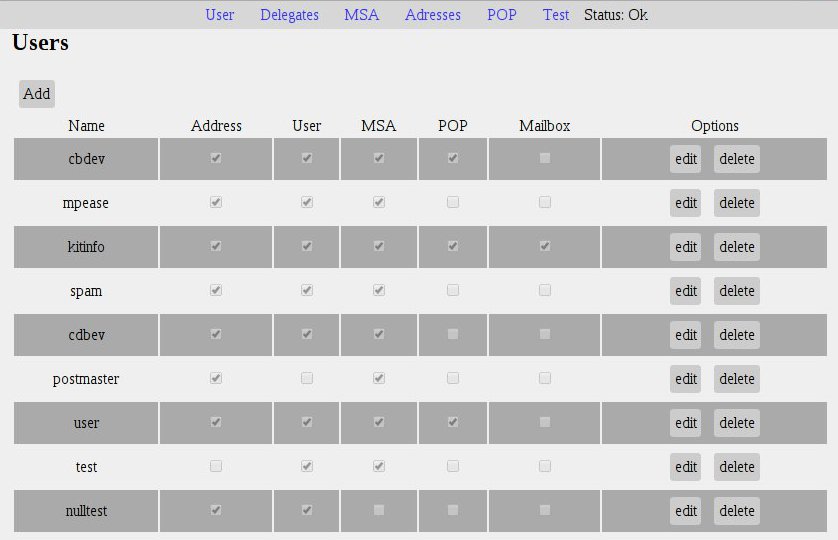 User Delegates MSA Adresses POP Test Status: Ok
Users
Add
Name Address User MSA POP Mailbox Options
cbdev edit delete
mpease edit delete
kitinfo edit delete
spam edit delete
cdbev edit delete
postmaster edit delete
user edit delete
test edit delete
nulltest edit delete